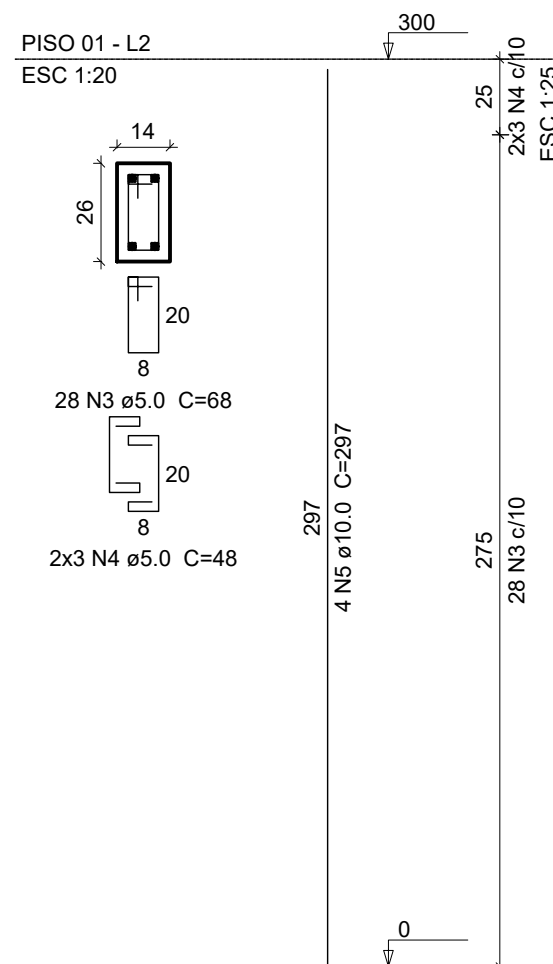 PISO 01 - L2
ESC 1:20
300
14
26
20
8
28 N3 ø5.0 C=68
20
8
2x3 N4 ø5.0 C=48
297
4 N5 ø10.0 C=297
25
2x3 N4 c/10
ESC 1:25
275
28 N3 c/10
0